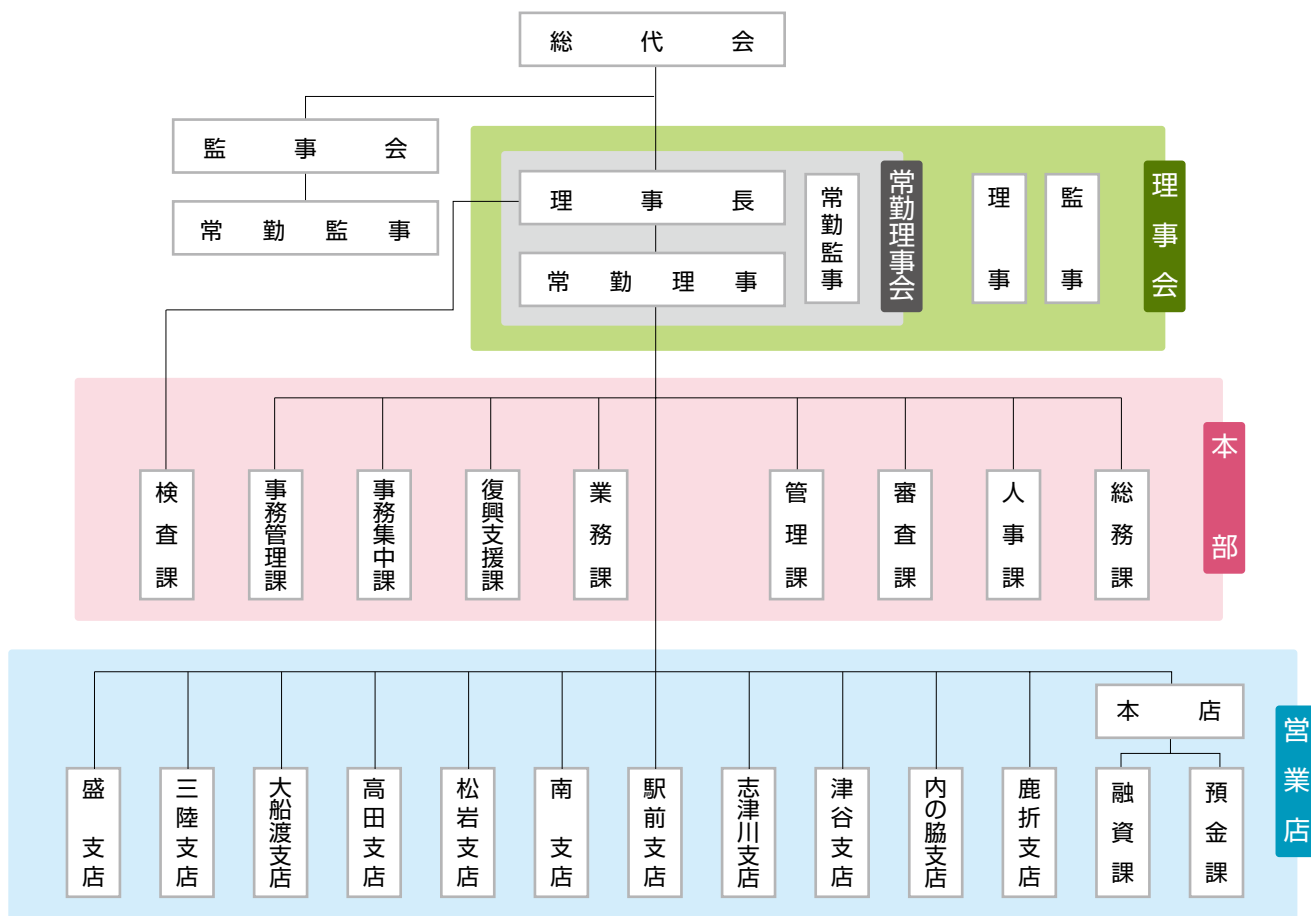 総代会
監事会
常勤監事
理事長
常勤理事
常勤監事
常勤理事会
理事
監事
理事会
本部
検査課
事務管理課
事務集中課
復興支援課
業務課
管理課
審査課
人事課
総務課
営業店
本店
盛支店
三陸支店
大船渡支店
高田支店
松岩支店
南支店
駅前支店
志津川支店
津谷支店
内の脇支店
鹿折支店
融資課
預金課